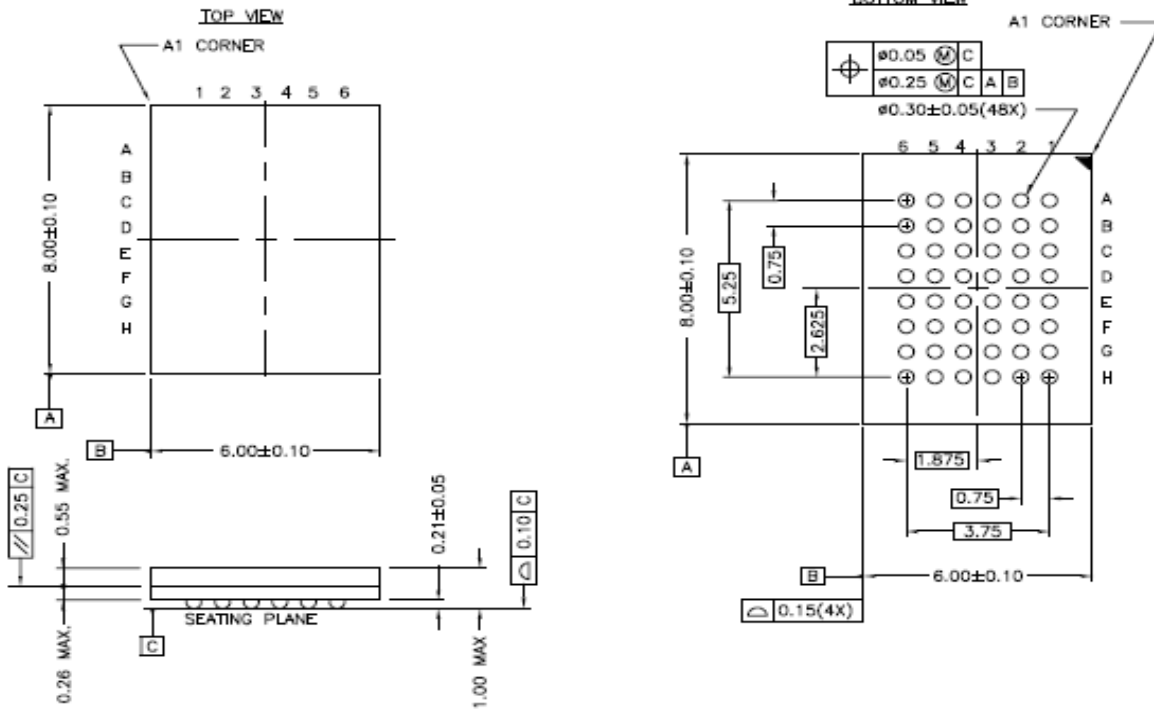 TOP VIEW
A1 CORNER
1 2 3 4 5 6
A
B
C
D
E
F
G
H
8.00±0.10
A
B
6.00±0.10
// 0.25 C
0.55 MAX.
0.21±0.05
0.10 C
SEATING PLANE
C
0.26 MAX.
1.00 MAX
BOTTOM VIEW
A1 CORNER
ø0.05 Ⓜ C
ø0.25 Ⓜ C A B
ø0.30±0.05(48X)
6 5 4 3 2 1
A
B
C
D
E
F
G
H
8.00±0.10
5.25
0.75
2.625
A
1.875
0.75
3.75
B
6.00±0.10
0.15(4X)